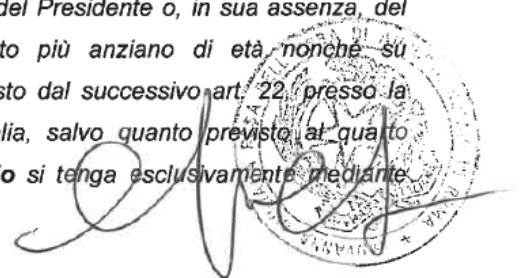 del Presidente o, in sua assenza, del
to più anziano di età nonché su
sto dal successivo art. 22, presso la
alia, salvo quanto previsto al quarto
o si tenga esclusivamente mediante